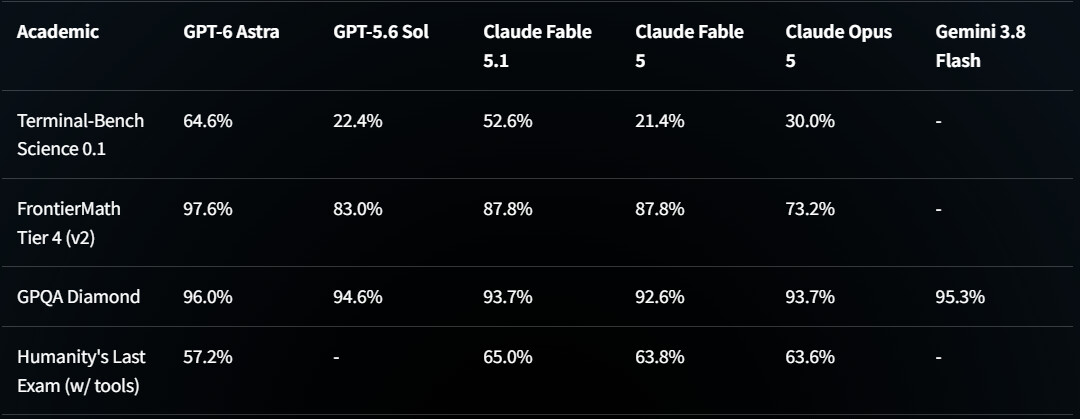 Academic GPT-6 Astra GPT-5.6 Sol Claude Fable 5.1 Claude Fable 5 Claude Opus 5 Gemini 3.8 Flash
Terminal-Bench Science 0.1 64.6% 22.4% 52.6% 21.4% 30.0% -
FrontierMath Tier 4 (v2) 97.6% 83.0% 87.8% 87.8% 73.2% -
GPQA Diamond 96.0% 94.6% 93.7% 92.6% 93.7% 95.3%
Humanity's Last Exam (w/ tools) 57.2% - 65.0% 63.8% 63.6% -